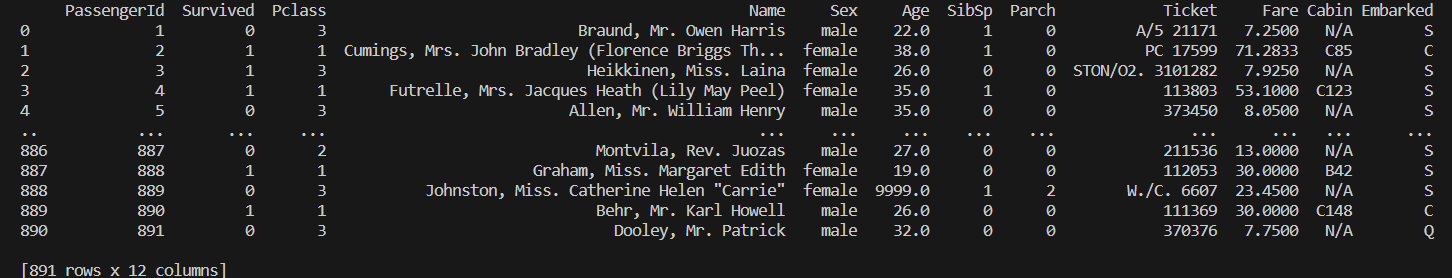 PassengerId Survived Pclass Name Sex Age SibSp Parch Ticket Fare Cabin Embarked
0 1 0 3 Braund, Mr. Owen Harris male 22.0 1 0 A/5 21171 7.2500 N/A S
1 2 1 1 Cumings, Mrs. John Bradley (Florence Briggs Th... female 38.0 1 0 PC 17599 71.2833 C85 C
2 3 1 3 Heikkinen, Miss. Laina female 26.0 0 0 STON/O2. 3101282 7.9250 N/A S
3 4 1 1 Futrelle, Mrs. Jacques Heath (Lily May Peel) female 35.0 1 0 113803 53.1000 C123 S
4 5 0 3 Allen, Mr. William Henry male 35.0 0 0 373450 8.0500 N/A S
.. ... ... ... ... ... ... ... ... ... ... ... ...
886 887 0 2 Montvila, Rev. Juozas male 27.0 0 0 211536 13.0000 N/A S
887 888 1 1 Graham, Miss. Margaret Edith female 19.0 0 0 112053 30.0000 B42 S
888 889 0 3 Johnston, Miss. Catherine Helen "Carrie" female 9999.0 1 2 W./C. 6607 23.4500 N/A S
889 890 1 1 Behr, Mr. Karl Howell male 26.0 0 0 111369 30.0000 C148 C
890 891 0 3 Dooley, Mr. Patrick male 32.0 0 0 370376 7.7500 N/A Q
[891 rows x 12 columns]